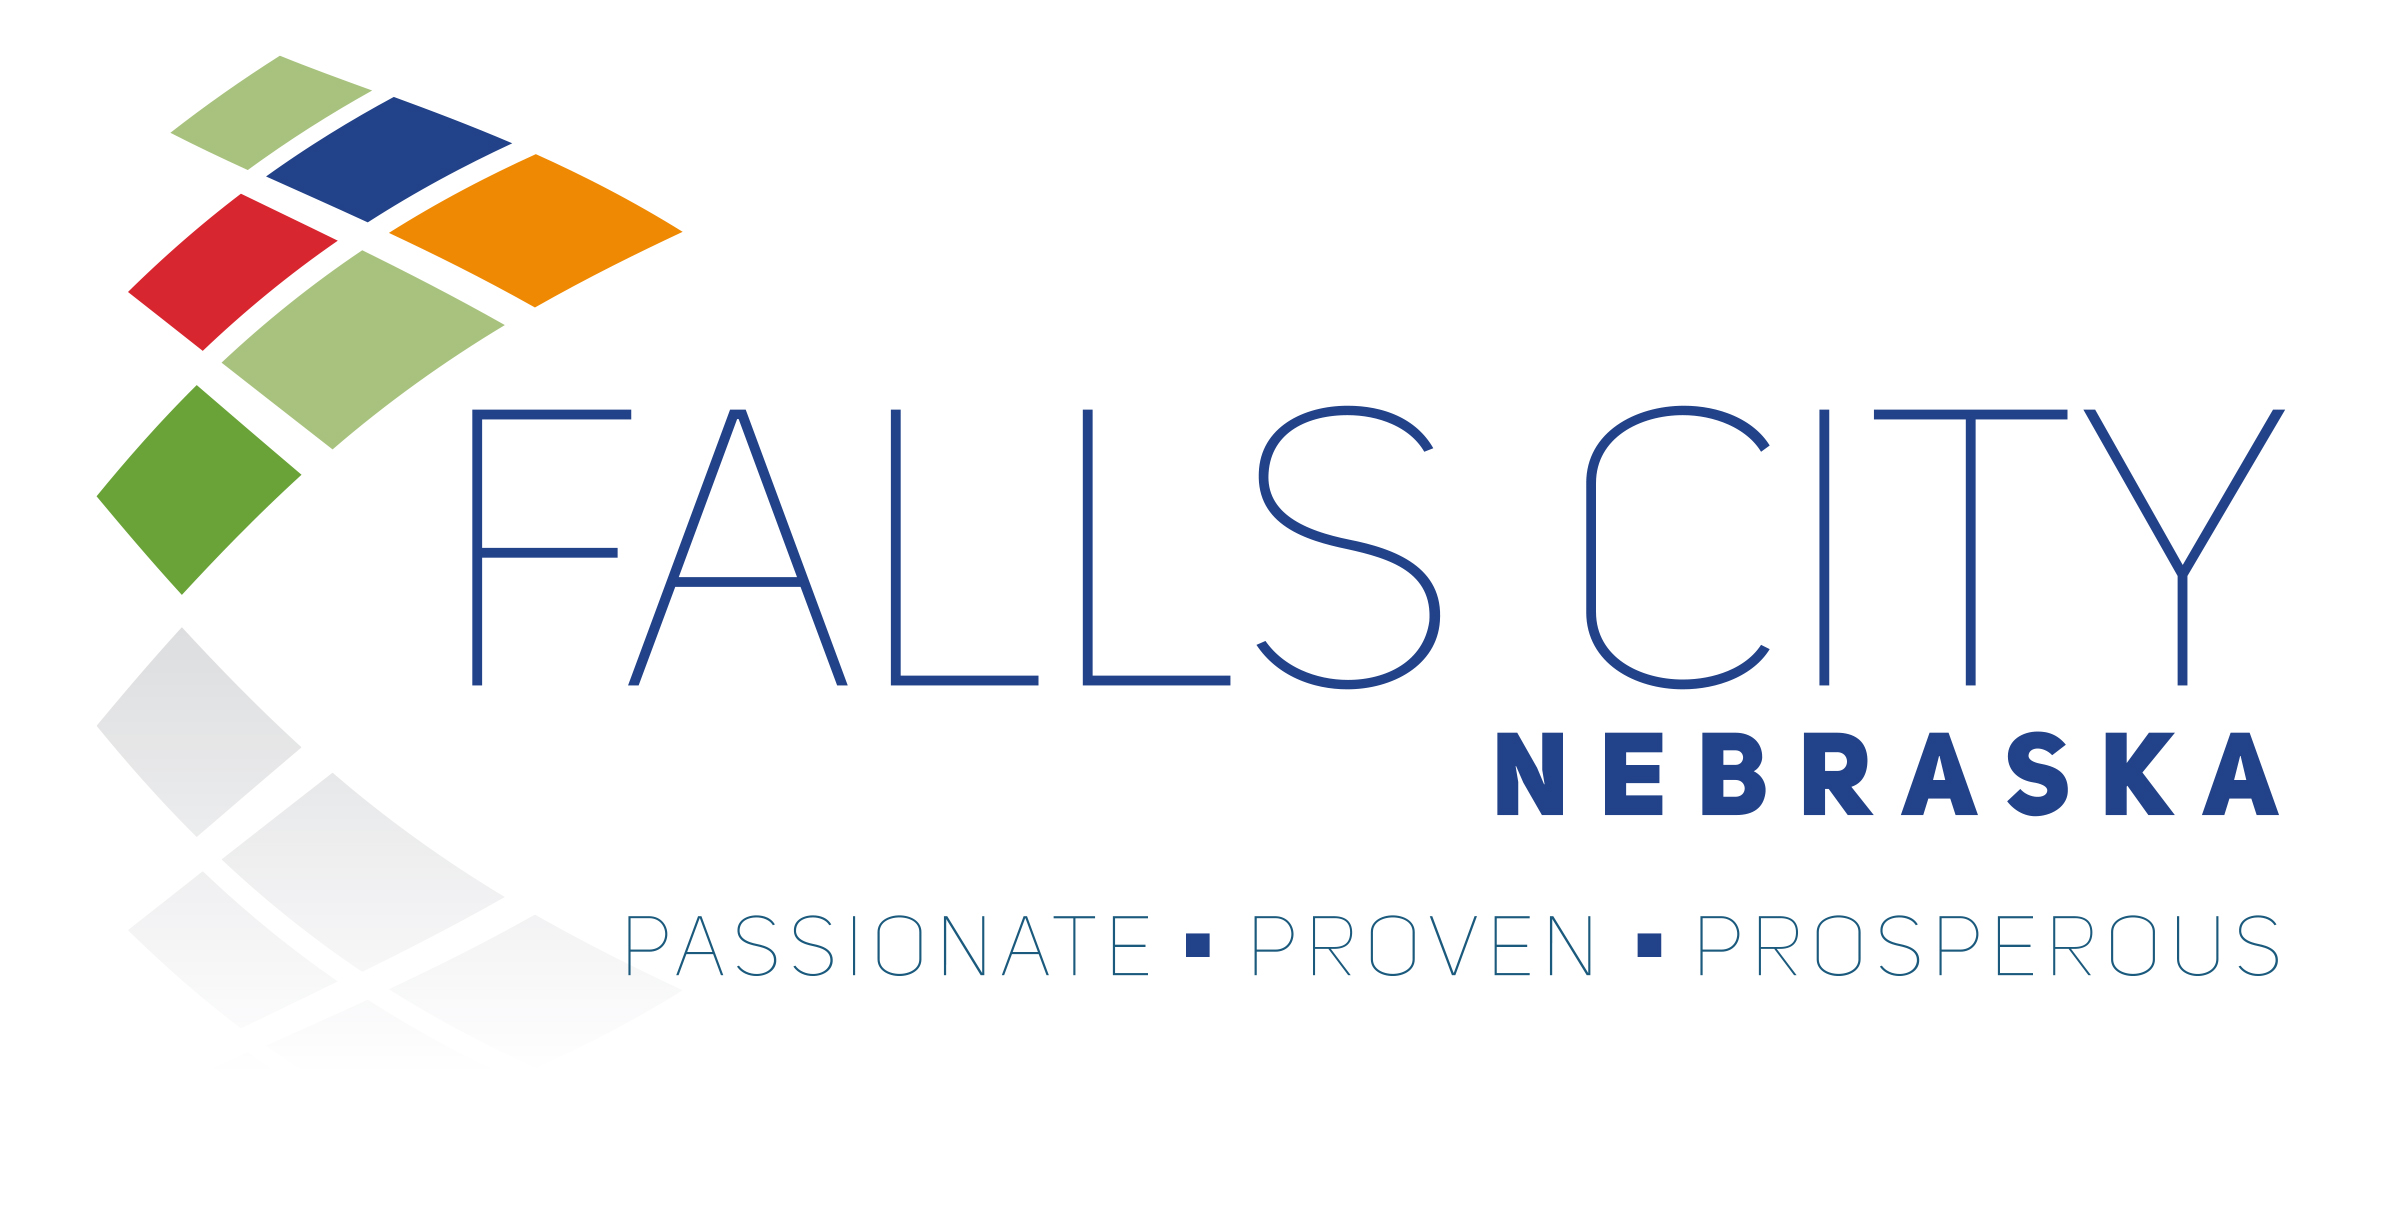 FALLS CITY
NEBRASKA
PASSIONATE ▪ PROVEN ▪ PROSPEROUS